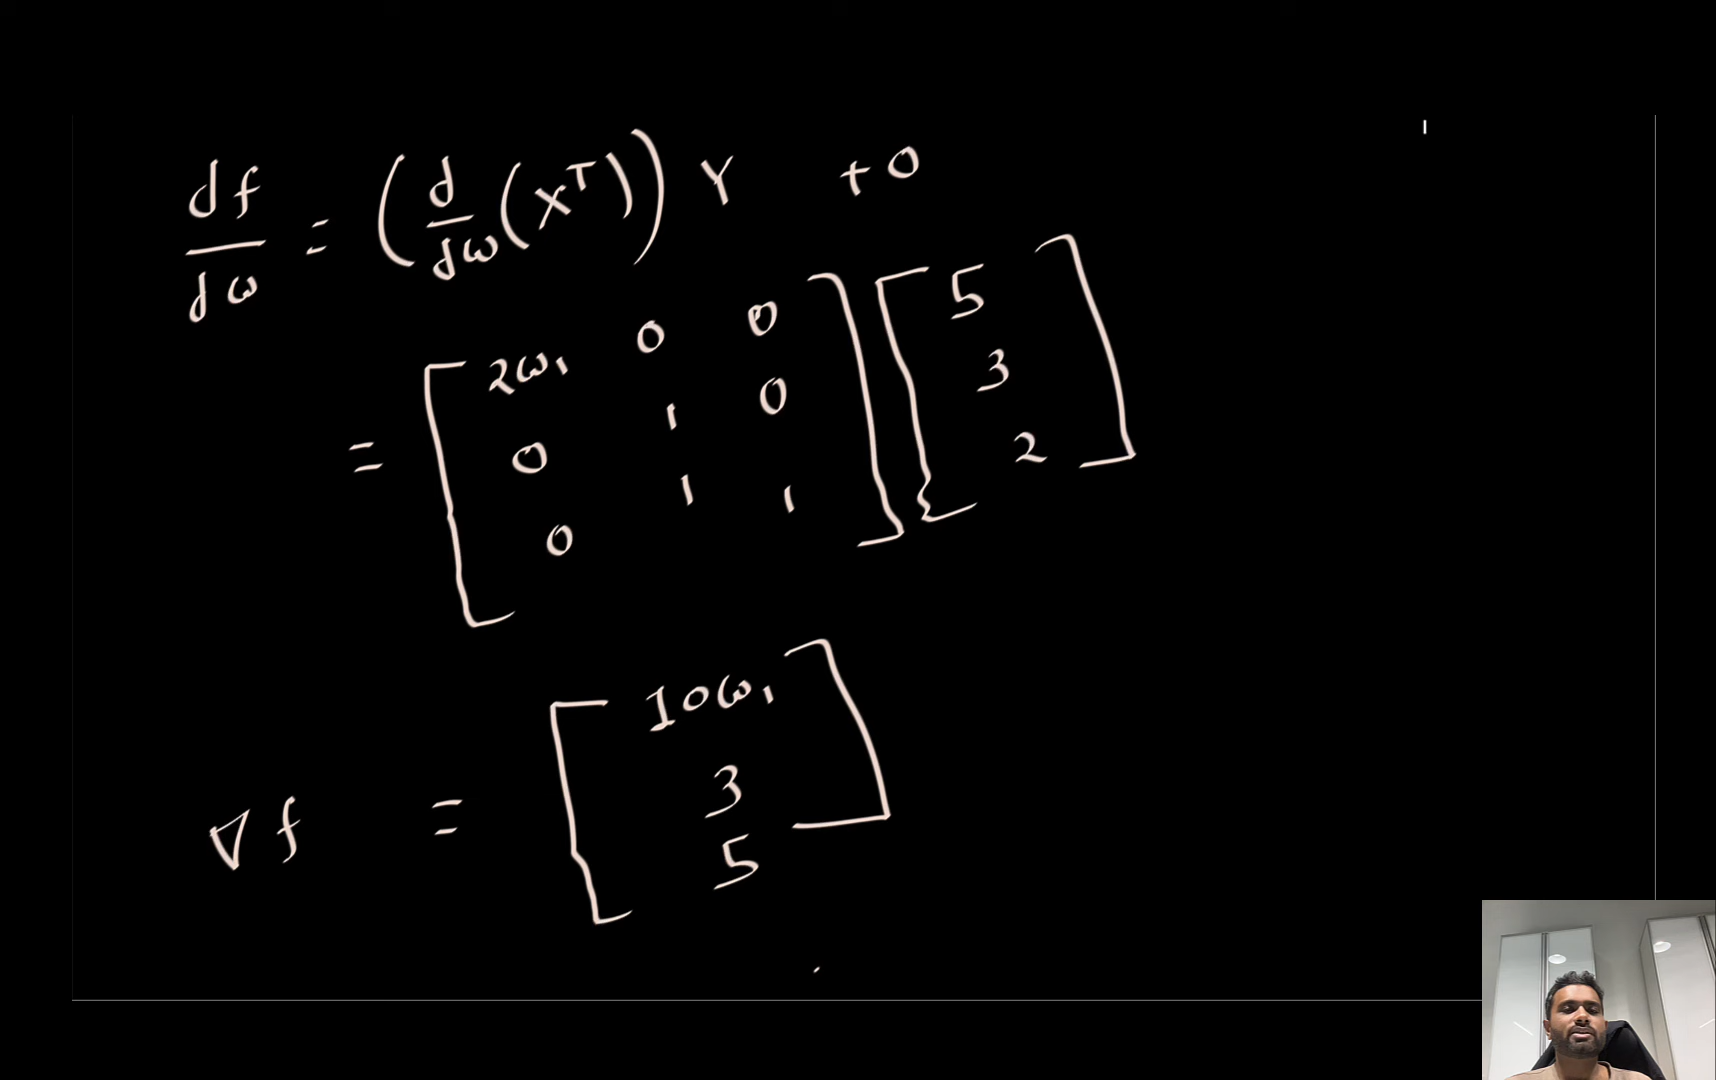 df/dω = (d/dω (X^T)) Y + 0
= [2ω₁ 0 0; 0 1 0; 0 1 1] [5; 3; 2]
∇f = [10ω₁; 3; 5]